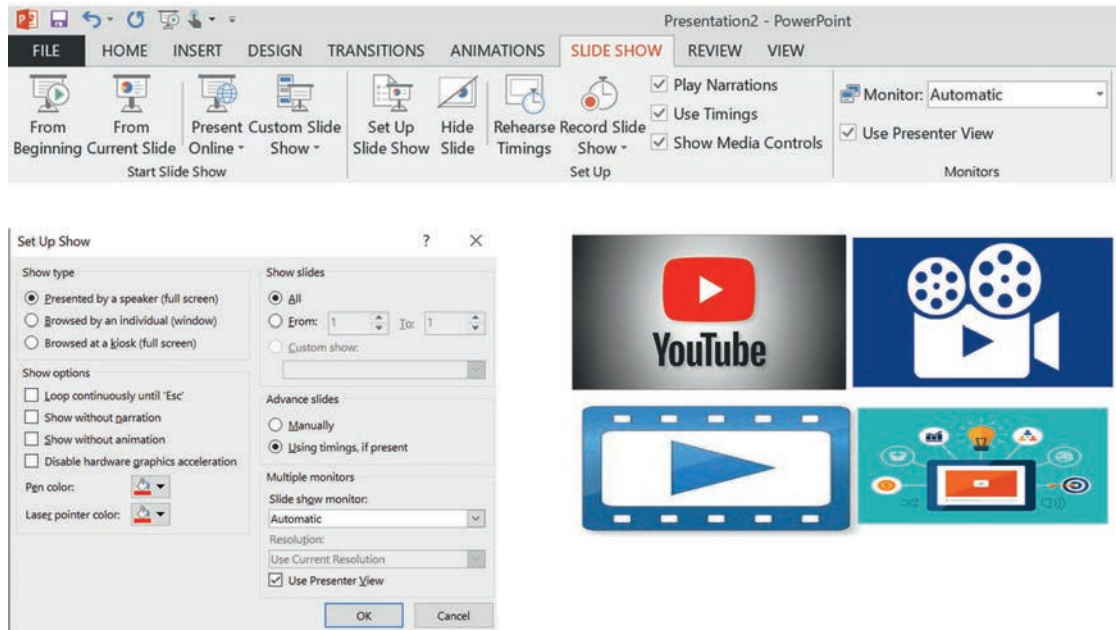 Presentation2 - PowerPoint
FILE HOME INSERT DESIGN TRANSITIONS ANIMATIONS SLIDE SHOW REVIEW VIEW
From Beginning
From Current Slide
Present Online
Custom Slide Show
Set Up Slide Show
Hide Slide
Rehearse Timings
Record Slide Show
Play Narrations
Use Timings
Show Media Controls
Monitor: Automatic
Use Presenter View
Start Slide Show
Set Up
Monitors
Set Up Show ?
Show type
Presented by a speaker (full screen)
Browsed by an individual (window)
Browsed at a kiosk (full screen)
Show options
Loop continuously until 'Esc'
Show without narration
Show without animation
Disable hardware graphics acceleration
Pen color:
Laser pointer color:
Show slides
All
From: 1 To: 1
Custom show:
Advance slides
Manually
Using timings, if present
Multiple monitors
Slide show monitor:
Automatic
Resolution:
Use Current Resolution
Use Presenter View
OK Cancel
YouTube